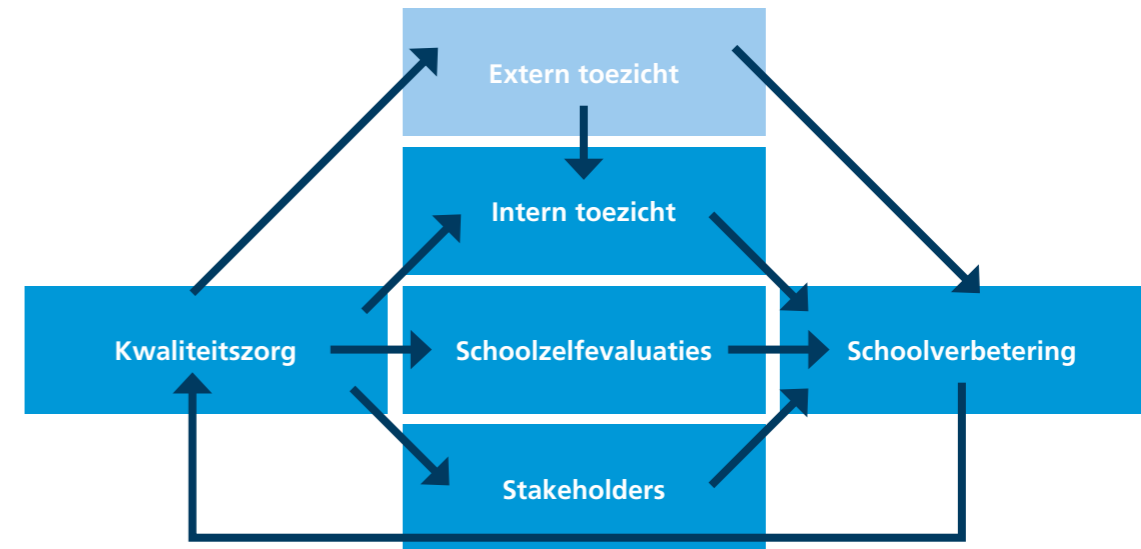 Extern toezicht
Intern toezicht
Kwaliteitszorg
Schoolzelfevaluaties
Schoolverbetering
Stakeholders